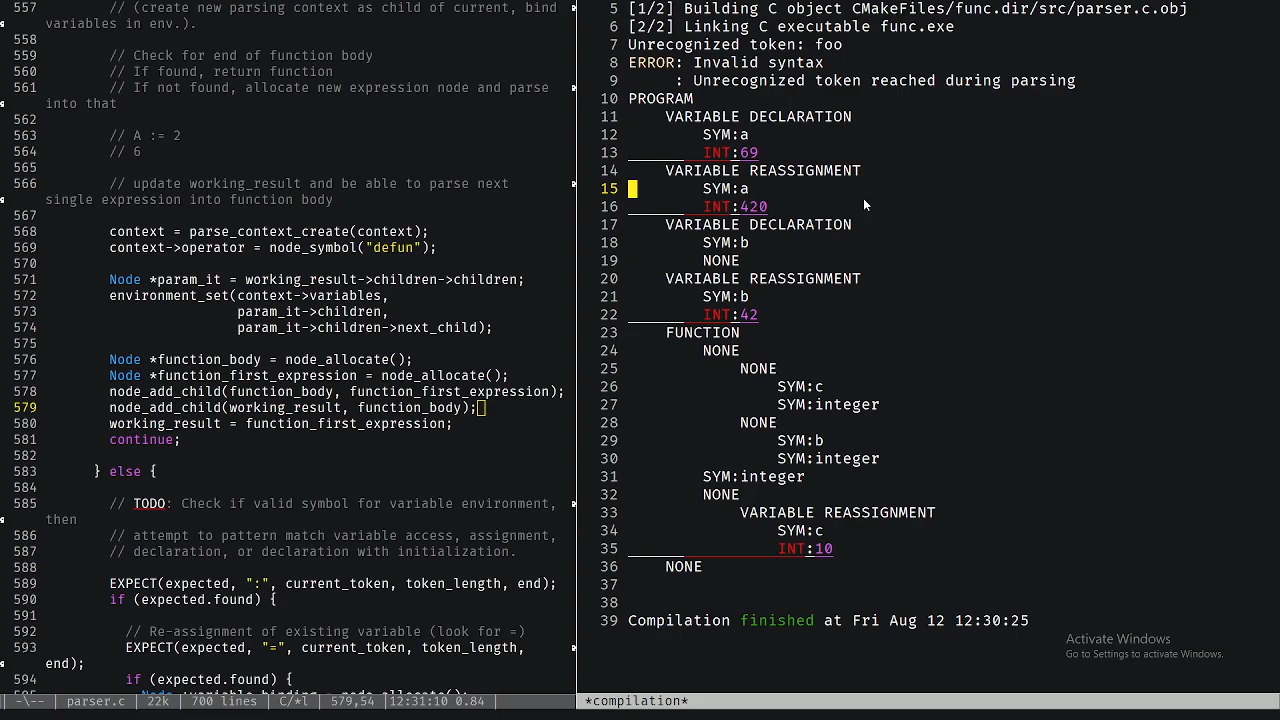 557       // (create new parsing context as child of current, bind
variables in env.).
558
559       // Check for end of function body
560       // If found, return function
561       // If not found, allocate new expression node and parse
into that
562
563       // A := 2
564       // 6
565
566       // update working_result and be able to parse next
single expression into function body
567
568       context = parse_context_create(context);
569       context->operator = node_symbol("defun");
570
571       Node *param_it = working_result->children->children;
572       environment_set(context->variables,
573                       param_it->children,
574                       param_it->children->next_child);
575
576       Node *function_body = node_allocate();
577       Node *function_first_expression = node_allocate();
578       node_add_child(function_body, function_first_expression);
579       node_add_child(working_result, function_body);
580       working_result = function_first_expression;
581       continue;
582
583     } else {
584
585       // TODO: Check if valid symbol for variable environment,
then
586       // attempt to pattern match variable access, assignment,
587       // declaration, or declaration with initialization.
588
589       EXPECT(expected, ":", current_token, token_length, end);
590       if (expected.found) {
591
592         // Re-assignment of existing variable (look for =)
593         EXPECT(expected, "=", current_token, token_length,
end);
594         if (expected.found) {
-\-- parser.c 22k 700 lines C/*l 579,54 12:31:10 0.84
5 [1/2] Building C object CMakeFiles/func.dir/src/parser.c.obj
6 [2/2] Linking C executable func.exe
7 Unrecognized token: foo
8 ERROR: Invalid syntax
9      : Unrecognized token reached during parsing
10 PROGRAM
11     VARIABLE DECLARATION
12         SYM:a
13         INT:69
14     VARIABLE REASSIGNMENT
15         SYM:a
16         INT:420
17     VARIABLE DECLARATION
18         SYM:b
19         NONE
20     VARIABLE REASSIGNMENT
21         SYM:b
22         INT:42
23     FUNCTION
24         NONE
25             NONE
26                 SYM:c
27                 SYM:integer
28             NONE
29                 SYM:b
30                 SYM:integer
31         SYM:integer
32         NONE
33             VARIABLE REASSIGNMENT
34                 SYM:c
35                 INT:10
36     NONE
37
38
39 Compilation finished at Fri Aug 12 12:30:25
Activate Windows
Go to Settings to activate Windows.
*compilation*